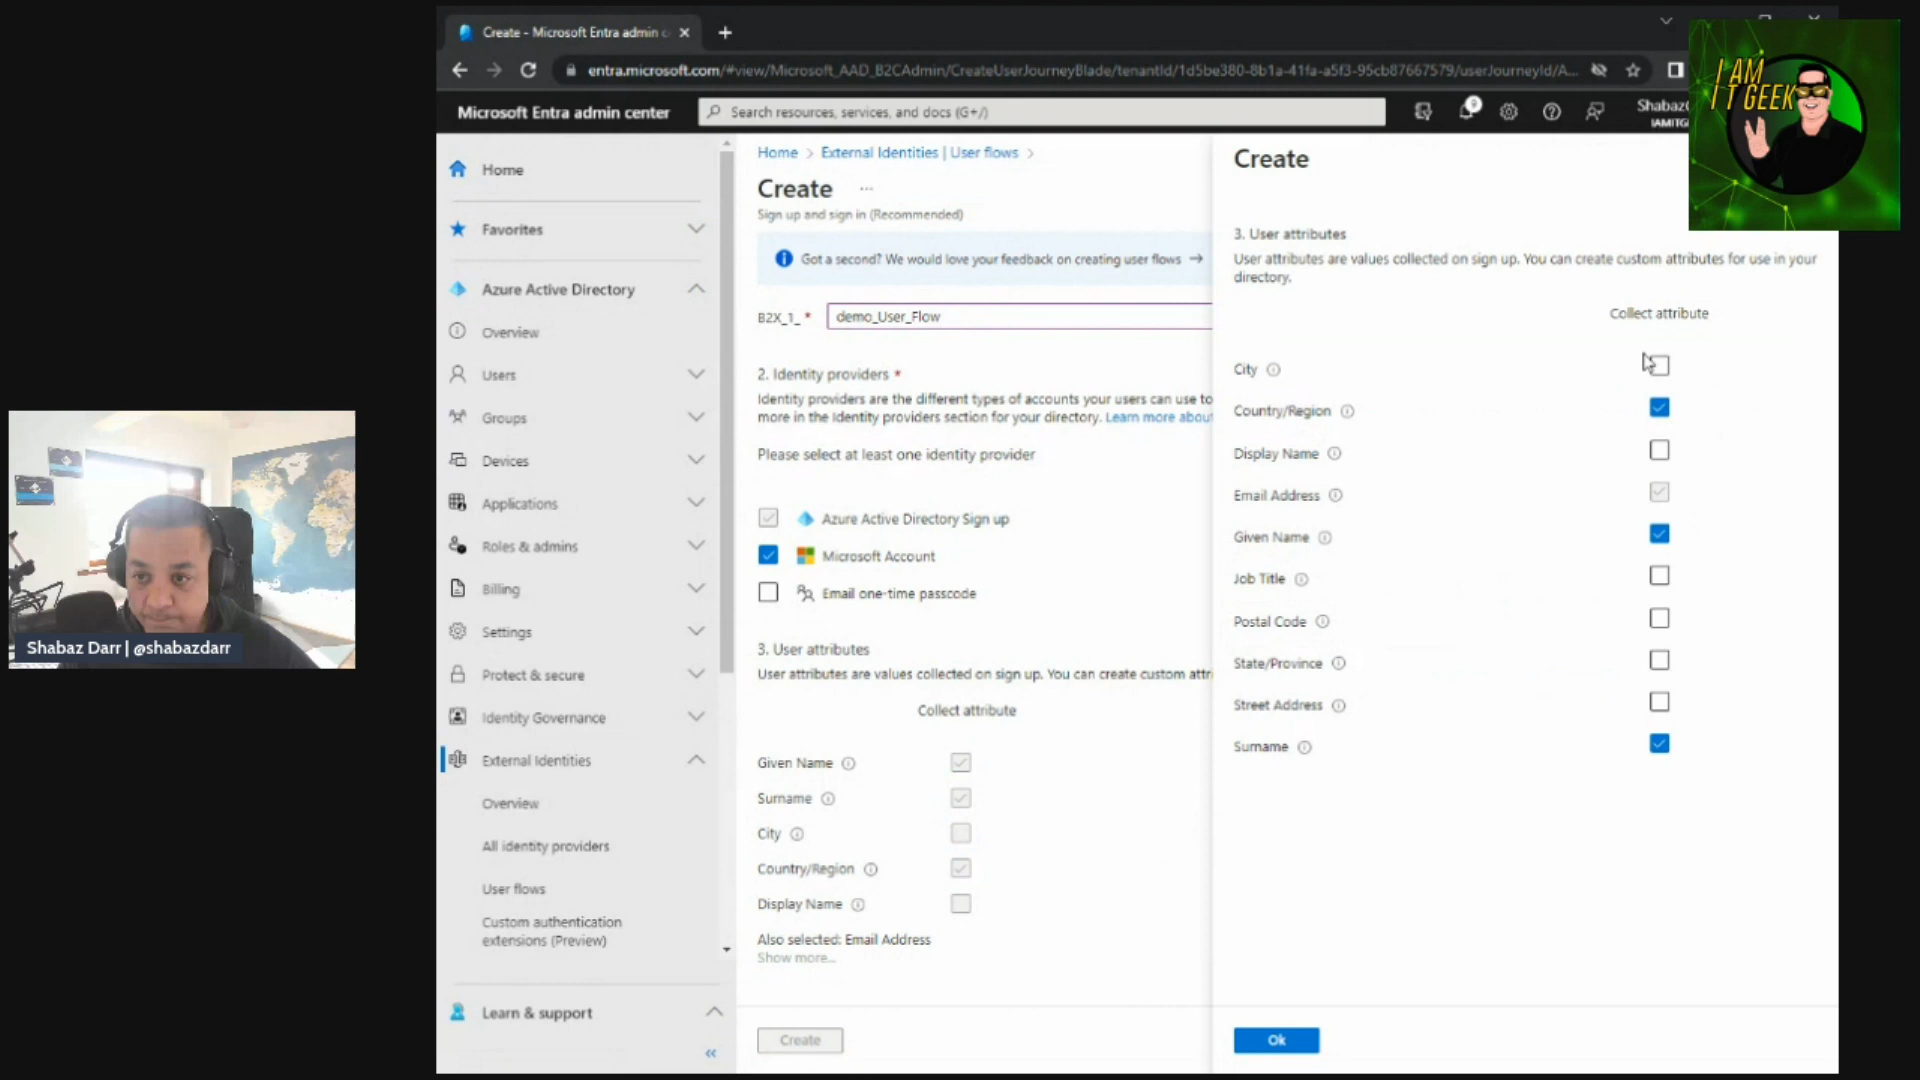 Create - Microsoft Entra admin c
entra.microsoft.com/#view/Microsoft_AAD_B2CAdmin/CreateUserJourneyBlade/tenantId/1d5be380-8b1a-41fa-a5f3-95cb87667579/userJourneyId/A...
Microsoft Entra admin center
Search resources, services, and docs (G+/)
Shabaz
IAMITG
I AM
I T GEEK
Home
Favorites
Azure Active Directory
Overview
Users
Groups
Devices
Applications
Roles & admins
Billing
Settings
Protect & secure
Identity Governance
External Identities
Overview
All identity providers
User flows
Custom authentication
extensions (Preview)
Learn & support
Home > External Identities | User flows >
Create ...
Sign up and sign in (Recommended)
Got a second? We would love your feedback on creating user flows →
B2X_1_ * demo_User_Flow
2. Identity providers *
Identity providers are the different types of accounts your users can use to
more in the Identity providers section for your directory. Learn more about
Please select at least one identity provider
Azure Active Directory Sign up
Microsoft Account
Email one-time passcode
3. User attributes
User attributes are values collected on sign up. You can create custom attri
Collect attribute
Given Name
Surname
City
Country/Region
Display Name
Also selected: Email Address
Show more...
Create
Create
3. User attributes
User attributes are values collected on sign up. You can create custom attributes for use in your
directory.
Collect attribute
City
Country/Region
Display Name
Email Address
Given Name
Job Title
Postal Code
State/Province
Street Address
Surname
Ok
Shabaz Darr | @shabazdarr